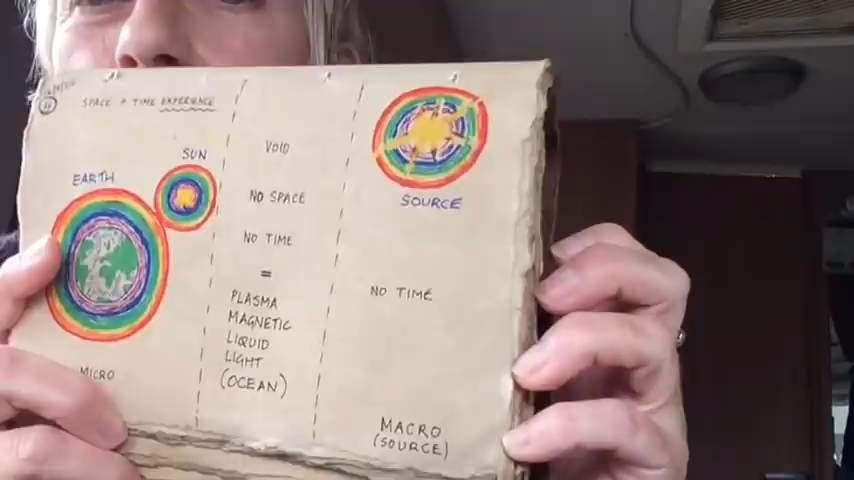 SPACE + TIME EXPERIENCE
EARTH
SUN
MICRO
VOID
NO SPACE
NO TIME
=
PLASMA
MAGNETIC
LIQUID
LIGHT
(OCEAN)
SOURCE
NO TIME
MACRO
(SOURCE)